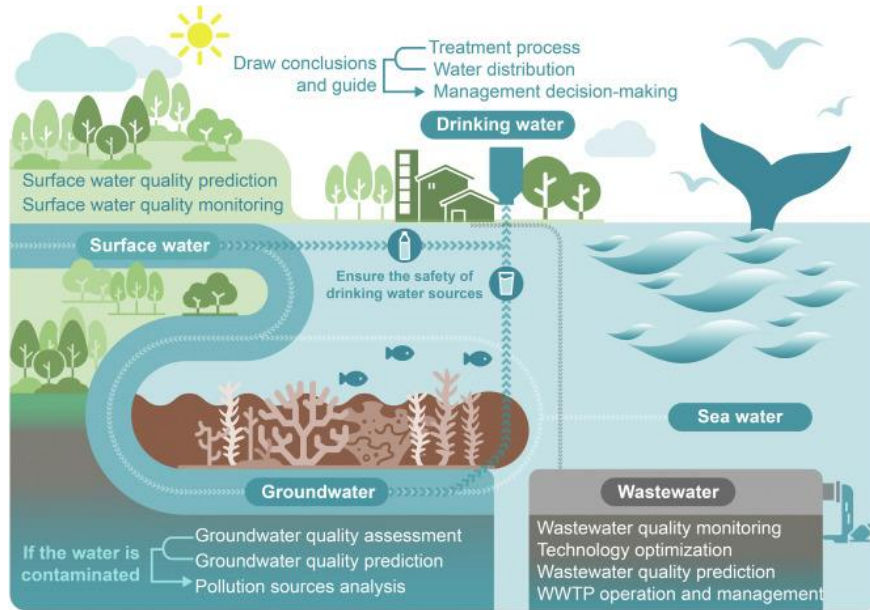 Draw conclusions
and guide
Treatment process
Water distribution
Management decision-making
Drinking water
Surface water quality prediction
Surface water quality monitoring
Surface water
Ensure the safety of
drinking water sources
Sea water
Groundwater
Wastewater
If the water is
contaminated
Groundwater quality assessment
Groundwater quality prediction
Pollution sources analysis
Wastewater quality monitoring
Technology optimization
Wastewater quality prediction
WWTP operation and management